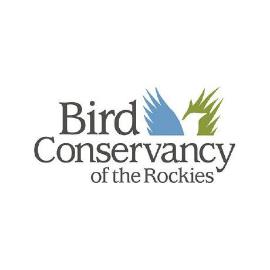 Bird
Conservancy
of the Rockies